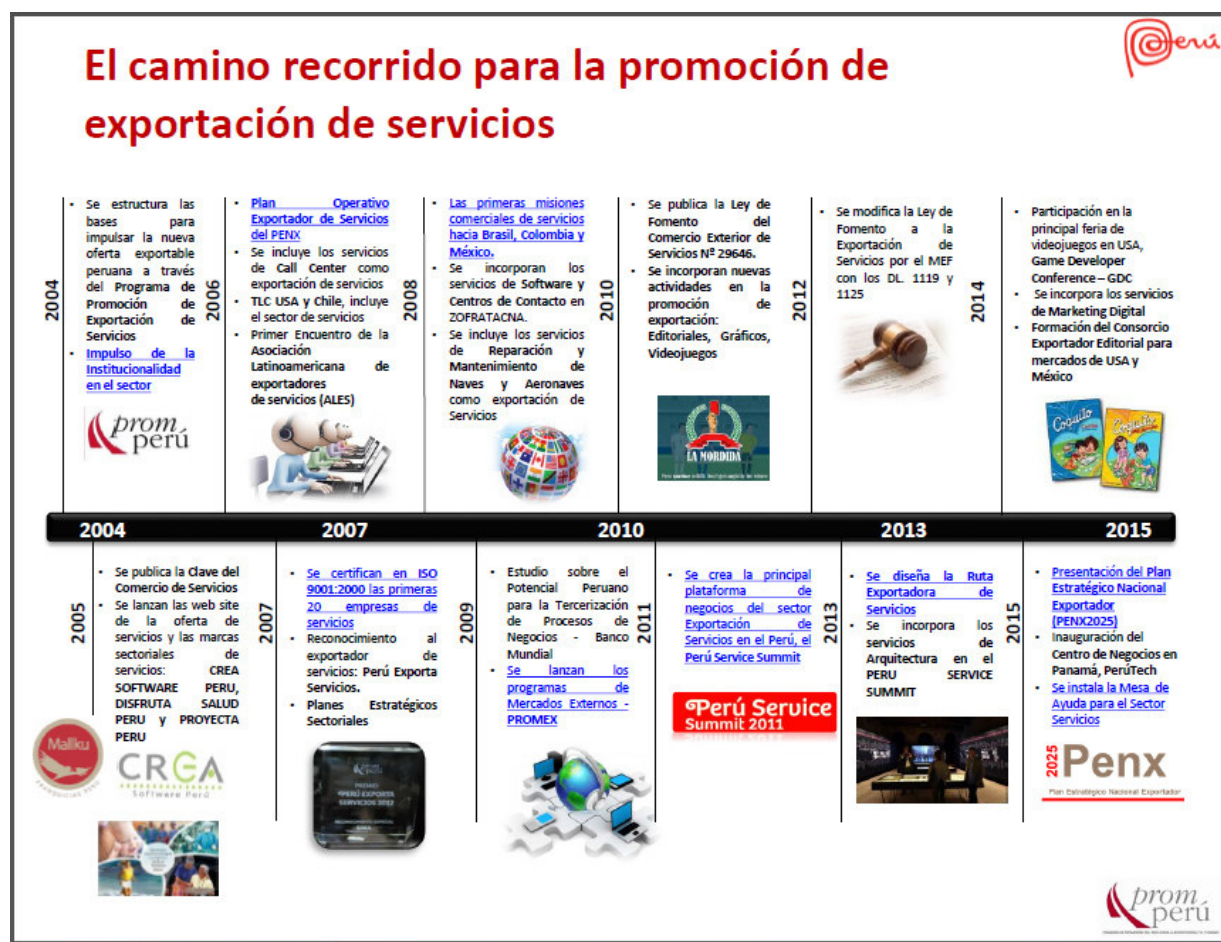 Perú
El camino recorrido para la promoción de
exportación de servicios
2004
• Se estructura las
bases para
impulsar la nueva
oferta exportable
peruana a través
del Programa de
Promoción de
Exportación de
Servicios
• Impulso de la
Institucionalidad
en el sector
prom
perú
2006
• Plan Operativo
Exportador de Servicios
del PENX
• Se incluye los servicios
de Call Center como
exportación de servicios
• TLC USA y Chile, incluye
el sector de servicios
• Primer Encuentro de la
Asociación
Latinoamericana de
exportadores
de servicios (ALES)
2008
• Las primeras misiones
comerciales de servicios
hacia Brasil, Colombia y
México.
• Se incorporan los
servicios de Software y
Centros de Contacto en
ZOFRATACNA.
• Se incluye los servicios
de Reparación y
Mantenimiento de
Naves y Aeronaves
como exportación de
Servicios
2010
• Se publica la Ley de
Fomento del
Comercio Exterior de
Servicios Nº 29646.
• Se incorporan nuevas
actividades en la
promoción de
exportación:
Editoriales, Gráficos,
Videojuegos
LA MORDIDA
2012
• Se modifica la Ley de
Fomento a la
Exportación de
Servicios por el MEF
con los DL. 1119 y
1125
2014
• Participación en la
principal feria de
videojuegos en USA,
Game Developer
Conference – GDC
• Se incorpora los servicios
de Marketing Digital
• Formación del Consorcio
Exportador Editorial para
mercados de USA y
México
Coquito
Coquito
2004 2007 2010 2013 2015
2005
• Se publica la Clave del
Comercio de Servicios
• Se lanzan las web site
de la oferta de
servicios y las marcas
sectoriales de
servicios: CREA
SOFTWARE PERU,
DISFRUTA SALUD
PERU y PROYECTA
PERU
Mallku
FRANQUICIAS PERU
CREA
Software Perú
2007
• Se certifican en ISO
9001:2000 las primeras
20 empresas de
servicios
• Reconocimiento al
exportador de
servicios: Perú Exporta
Servicios.
• Planes Estratégicos
Sectoriales
PREMIO
"PERÚ EXPORTA
SERVICIOS 2012
2009
• Estudio sobre el
Potencial Peruano
para la Tercerización
de Procesos de
Negocios - Banco
Mundial
• Se lanzan los
programas de
Mercados Externos -
PROMEX
2011
• Se crea la principal
plataforma de
negocios del sector
Exportación de
Servicios en el Perú, el
Perú Service Summit
Perú Service
Summit 2011
2013
• Se diseña la Ruta
Exportadora de
Servicios
• Se incorpora los
servicios de
Arquitectura en el
PERU SERVICE
SUMMIT
2015
• Presentación del Plan
Estratégico Nacional
Exportador
(PENX2025)
• Inauguración del
Centro de Negocios en
Panamá, PerúTech
• Se instala la Mesa de
Ayuda para el Sector
Servicios
2025
Penx
Plan Estratégico Nacional Exportador
prom
perú